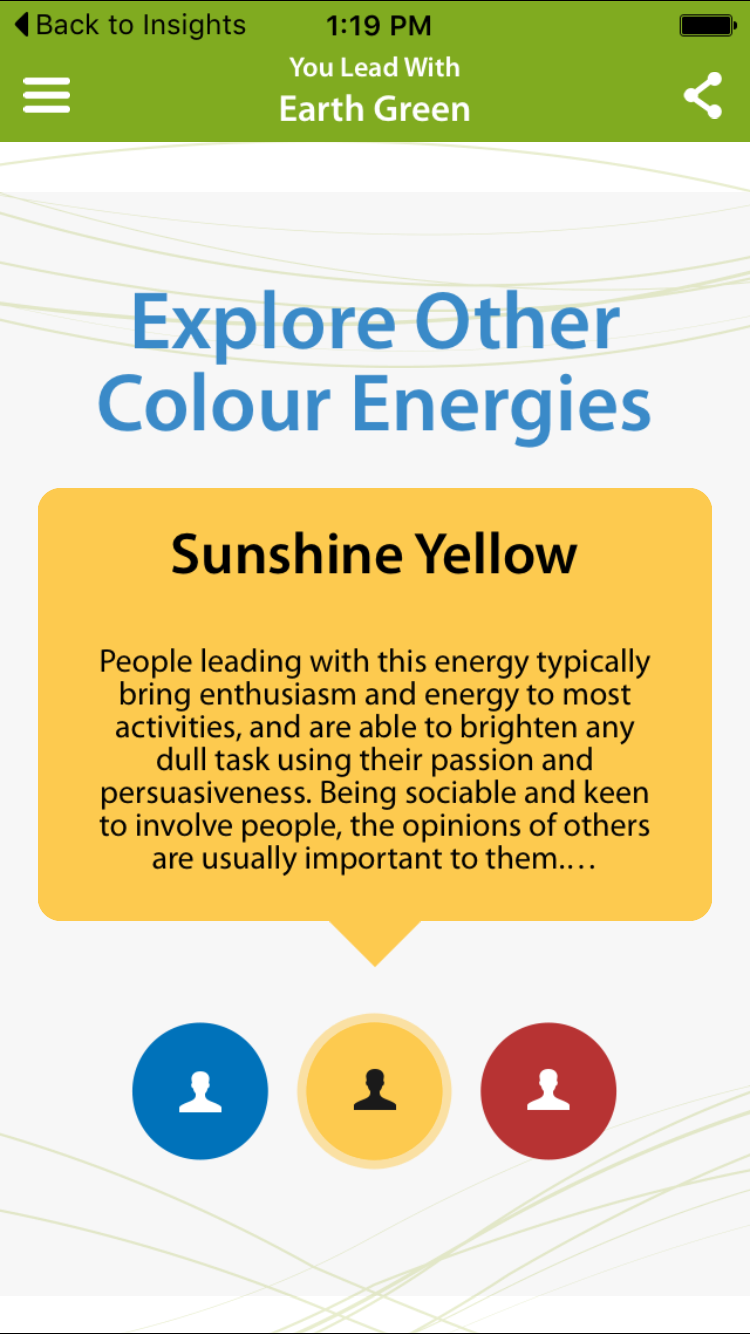 Back to Insights
1:19 PM
You Lead With
Earth Green
Explore Other
Colour Energies
Sunshine Yellow
People leading with this energy typically
bring enthusiasm and energy to most
activities, and are able to brighten any
dull task using their passion and
persuasiveness. Being sociable and keen
to involve people, the opinions of others
are usually important to them.…